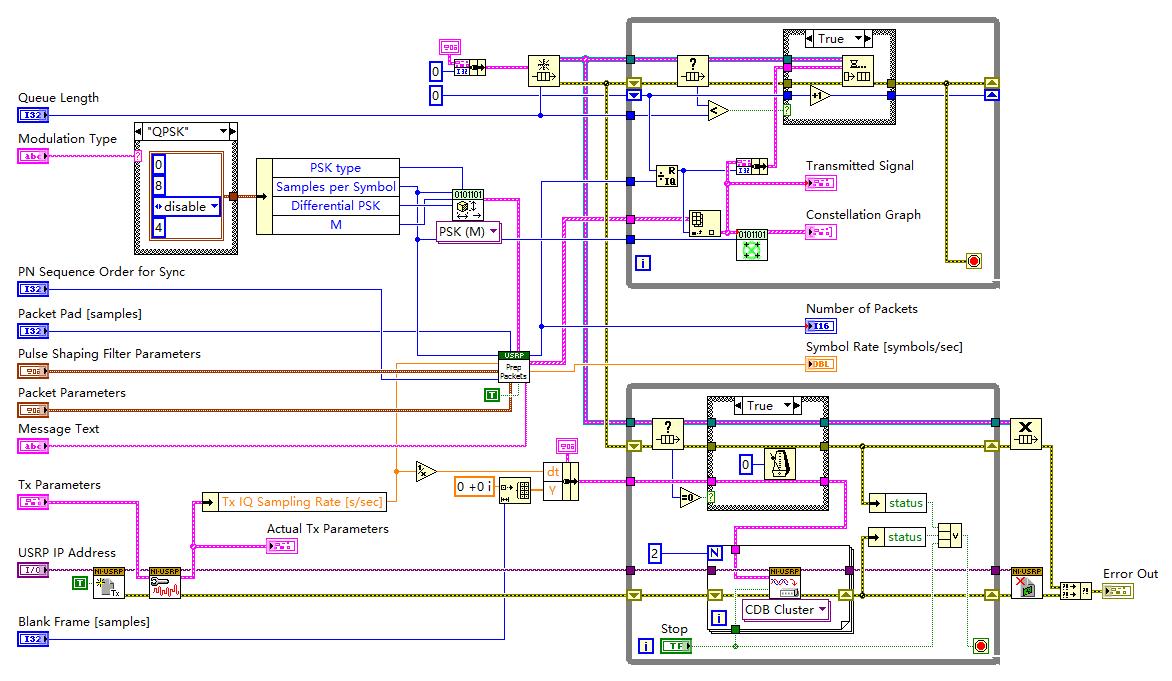 True
0
I32
?
0
+1
?
<
Queue Length
I32
Modulation Type
abc
?
"QPSK"
0
8
disable
4
PSK type
Samples per Symbol
Differential PSK
M
0101101
PSK (M)
R
IQ
I32
Transmitted Signal
Constellation Graph
0101101
i
PN Sequence Order for Sync
I32
Packet Pad [samples]
I32
Pulse Shaping Filter Parameters
Packet Parameters
Message Text
abc
USRP
Prep
Packets
T
Number of Packets
I16
Symbol Rate [symbols/sec]
DBL
True
?
0
=0
?
X
Tx Parameters
Tx IQ Sampling Rate [s/sec]
1/x
0 +0 i
dt
Y
Actual Tx Parameters
status
status
v
USRP IP Address
I/O
T
NI-USRP
Tx
NI-USRP
2
N
NI-USRP
CDB Cluster
i
NI-USRP
Error Out
Blank Frame [samples]
I32
Stop
i
TF